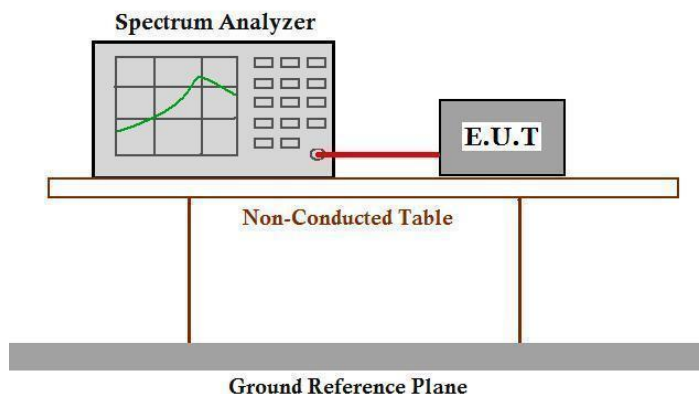 Spectrum Analyzer
E.U.T
Non-Conducted Table
Ground Reference Plane